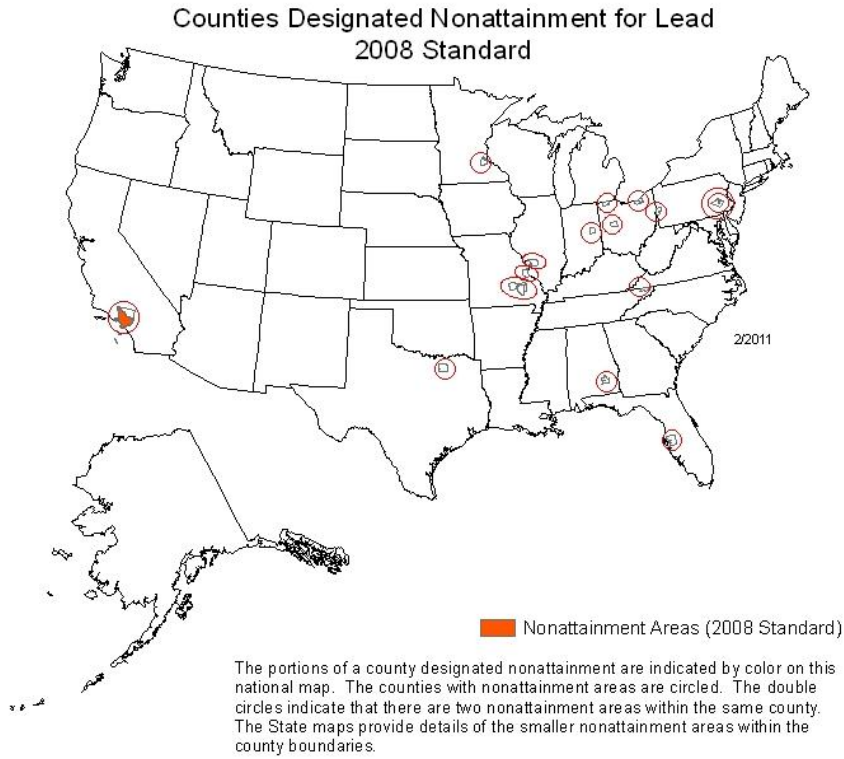 Counties Designated Nonattainment for Lead
2008 Standard
2/2011
Nonattainment Areas (2008 Standard)
The portions of a county designated nonattainment are indicated by color on this
national map. The counties with nonattainment areas are circled. The double
circles indicate that there are two nonattainment areas within the same county.
The State maps provide details of the smaller nonattainment areas within the
county boundaries.